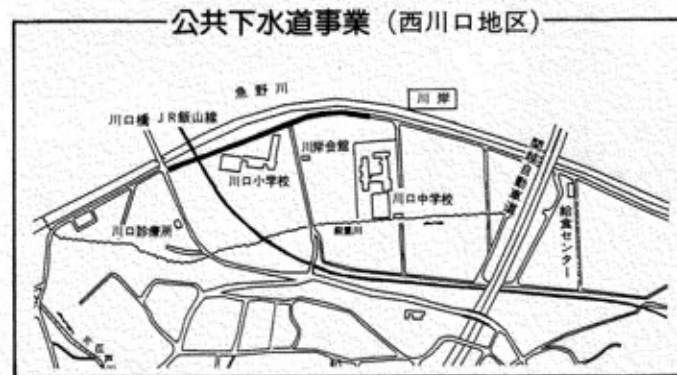 公共下水道事業（西川口地区）
魚野川
川岸
川口橋
JR飯山線
川岸会館
関越自動車道
川口小学校
川口中学校
川口診療所
給食センター